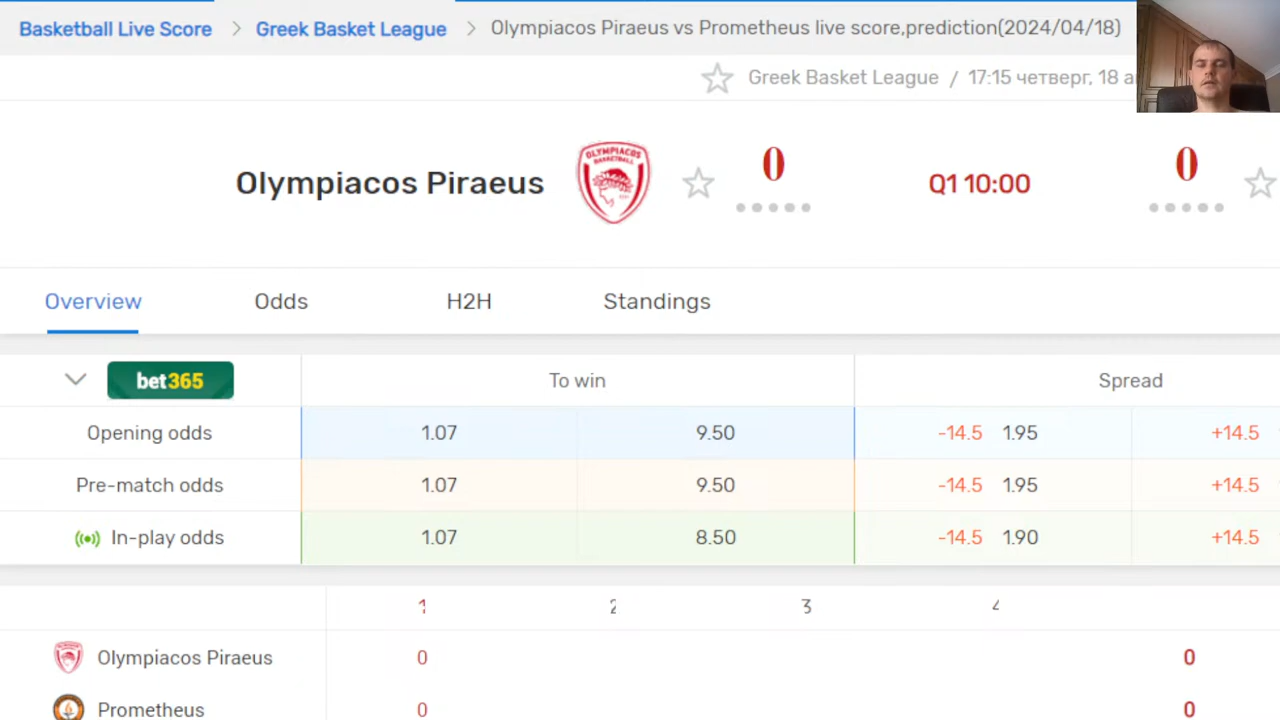 Basketball Live Score > Greek Basket League > Olympiacos Piraeus vs Prometheus live score,prediction(2024/04/18)
Greek Basket League / 17:15 четверг, 18
Olympiacos Piraeus
OLYMPIACOS
BASKETBALL
0 Q1 10:00 0
Overview Odds H2H Standings
bet365 To win Spread
Opening odds 1.07 9.50 -14.5 1.95 +14.5
Pre-match odds 1.07 9.50 -14.5 1.95 +14.5
In-play odds 1.07 8.50 -14.5 1.90 +14.5
1 2 3 4
Olympiacos Piraeus 0 0
Prometheus 0 0